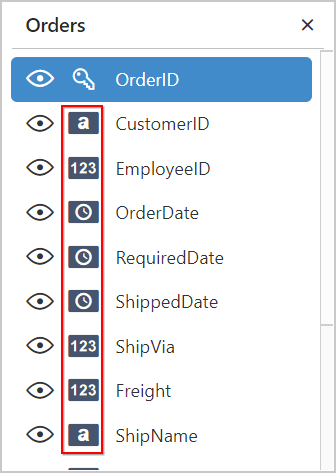 Orders
OrderID
a CustomerID
123 EmployeeID
OrderDate
RequiredDate
ShippedDate
123 ShipVia
123 Freight
a ShipName